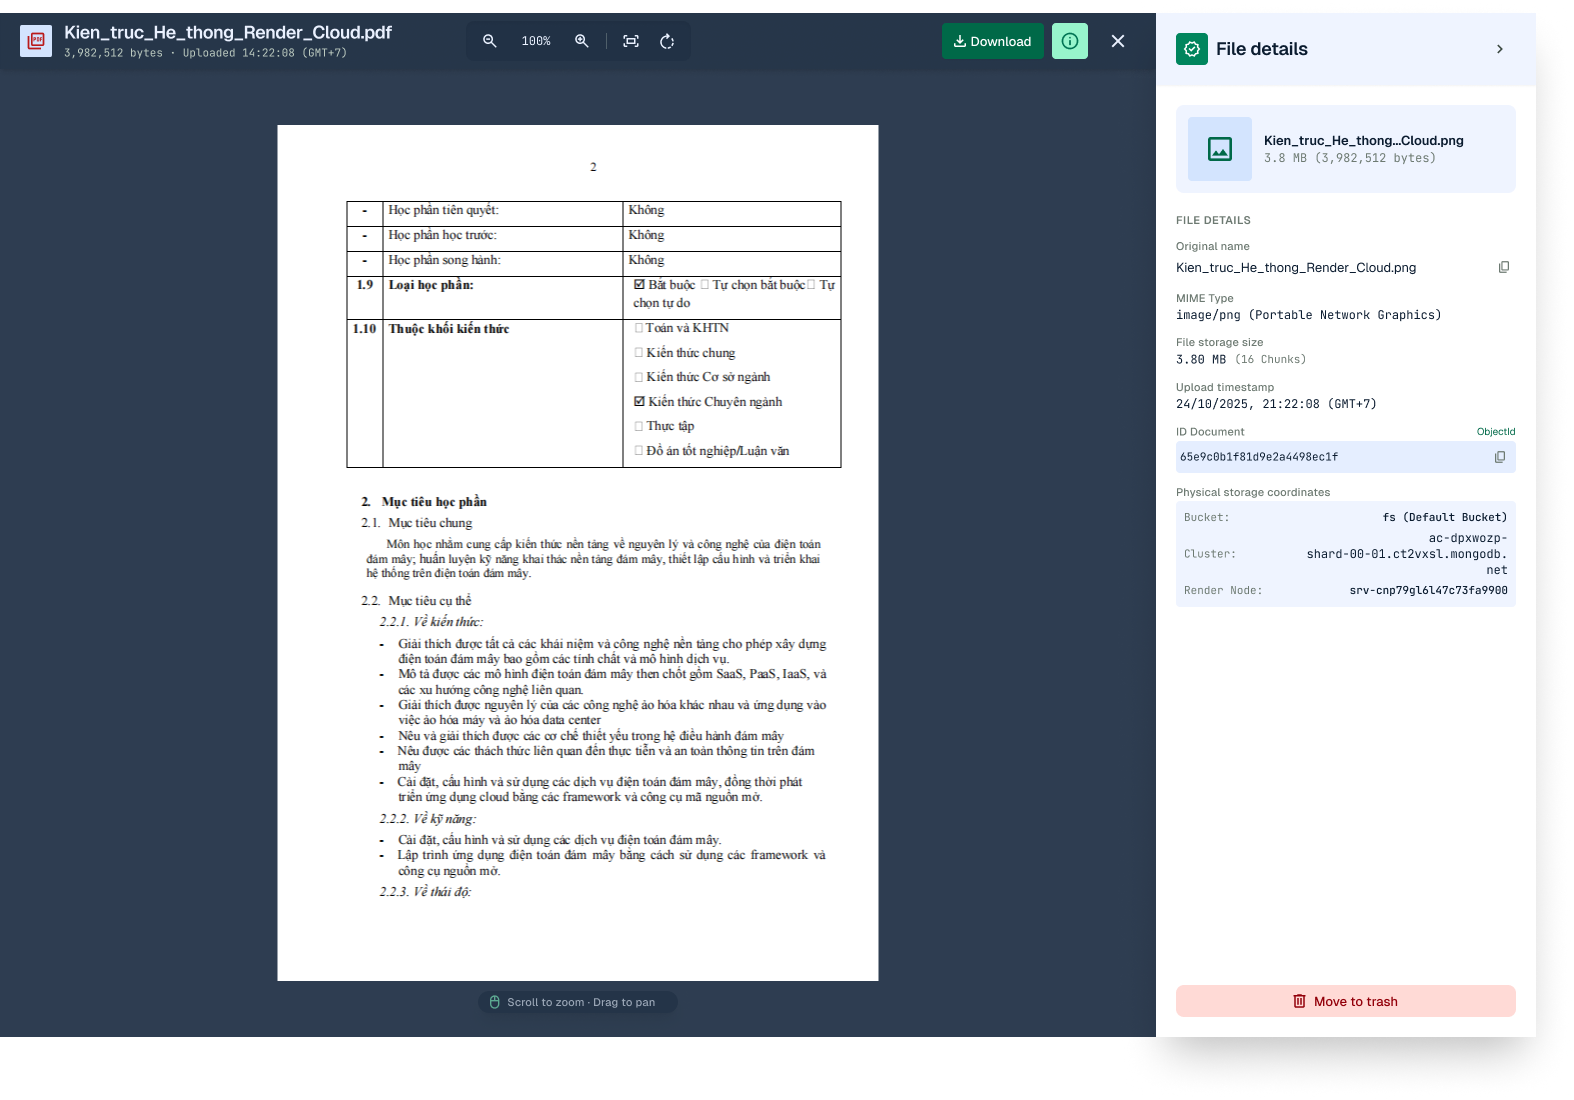 Kien_truc_He_thong_Render_Cloud.pdf
3,982,512 bytes · Uploaded 14:22:08 (GMT+7)
100%
Download
PDF
2
- Học phần tiên quyết: Không
- Học phần học trước: Không
- Học phần song hành: Không
1.9 Loại học phần: ☑ Bắt buộc ☐ Tự chọn bắt buộc☐ Tự
chọn tự do
1.10 Thuộc khối kiến thức ☐ Toán và KHTN
☐ Kiến thức chung
☐ Kiến thức Cơ sở ngành
☑ Kiến thức Chuyên ngành
☐ Thực tập
☐ Đồ án tốt nghiệp/Luận văn
2. Mục tiêu học phần
2.1. Mục tiêu chung
Môn học nhằm cung cấp kiến thức nền tảng về nguyên lý và công nghệ của điện toán
đám mây; huấn luyện kỹ năng khai thác nền tảng đám mây, thiết lập cấu hình và triển khai
hệ thống trên điện toán đám mây.
2.2. Mục tiêu cụ thể
2.2.1. Về kiến thức:
- Giải thích được tất cả các khái niệm và công nghệ nền tảng cho phép xây dựng
điện toán đám mây bao gồm các tính chất và mô hình dịch vụ.
- Mô tả được các mô hình điện toán đám mây then chốt gồm SaaS, PaaS, IaaS, và
các xu hướng công nghệ liên quan.
- Giải thích được nguyên lý của các công nghệ ảo hóa khác nhau và ứng dụng vào
việc ảo hóa máy và ảo hóa data center
- Nêu và giải thích được các cơ chế thiết yếu trong hệ điều hành đám mây
- Nêu được các thách thức liên quan đến thực tiễn và an toàn thông tin trên đám
mây
- Cài đặt, cấu hình và sử dụng các dịch vụ điện toán đám mây, đồng thời phát
triển ứng dụng cloud bằng các framework và công cụ mã nguồn mở.
2.2.2. Về kỹ năng:
- Cài đặt, cấu hình và sử dụng các dịch vụ điện toán đám mây.
- Lập trình ứng dụng điện toán đám mây bằng cách sử dụng các framework và
công cụ nguồn mở.
2.2.3. Về thái độ:
Scroll to zoom · Drag to pan
File details
Kien_truc_He_thong...Cloud.png
3.8 MB (3,982,512 bytes)
FILE DETAILS
Original name
Kien_truc_He_thong_Render_Cloud.png
MIME Type
image/png (Portable Network Graphics)
File storage size
3.80 MB (16 Chunks)
Upload timestamp
24/10/2025, 21:22:08 (GMT+7)
ID Document ObjectId
65e9c0b1f81d9e2a4498ec1f
Physical storage coordinates
Bucket: fs (Default Bucket)
Cluster: ac-dpxwozp-
shard-00-01.ct2vxsl.mongodb.
net
Render Node: srv-cnp79gl6l47c73fa9900
Move to trash